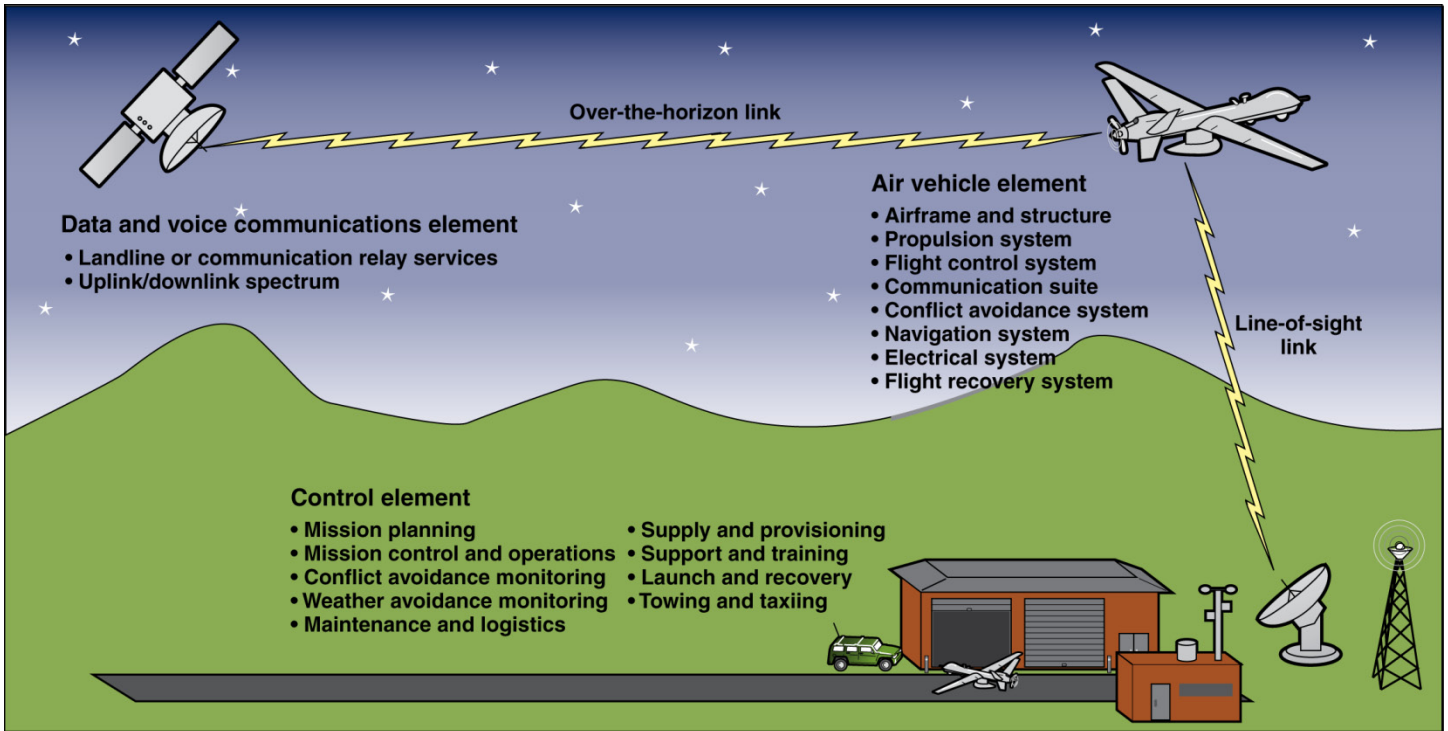 Over-the-horizon link
Data and voice communications element
• Landline or communication relay services
• Uplink/downlink spectrum
Air vehicle element
• Airframe and structure
• Propulsion system
• Flight control system
• Communication suite
• Conflict avoidance system
• Navigation system
• Electrical system
• Flight recovery system
Line-of-sight
link
Control element
• Mission planning
• Mission control and operations
• Conflict avoidance monitoring
• Weather avoidance monitoring
• Maintenance and logistics
• Supply and provisioning
• Support and training
• Launch and recovery
• Towing and taxiing